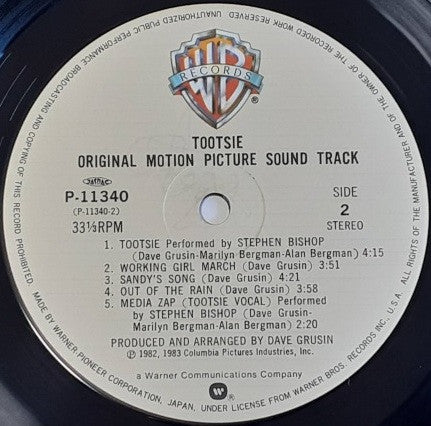 WB
RECORDS
®
TOOTSIE
ORIGINAL MOTION PICTURE SOUND TRACK
JASRAC
P-11340
(P-11340-2)
33⅓RPM
SIDE
2
STEREO
1. TOOTSIE Performed by STEPHEN BISHOP
(Dave Grusin-Marilyn Bergman-Alan Bergman) 4:15
2. WORKING GIRL MARCH (Dave Grusin) 3:51
3. SANDY'S SONG (Dave Grusin) 4:21
4. OUT OF THE RAIN (Dave Grusin) 3:58
5. MEDIA ZAP (TOOTSIE VOCAL) Performed
by STEPHEN BISHOP (Dave Grusin-
Marilyn Bergman-Alan Bergman) 2:20
PRODUCED AND ARRANGED BY DAVE GRUSIN
Ⓟ 1982, 1983 Columbia Pictures Industries, Inc.
a Warner Communications Company
MADE BY WARNER PIONEER CORPORATION, JAPAN, UNDER LICENSE FROM WARNER BROS. RECORDS INC. U.S.A. ALL RIGHTS OF THE MANUFACTURER AND OF THE OWNER OF THE RECORDED WORK RESERVED. UNAUTHORIZED PUBLIC PERFORMANCE BROADCASTING AND COPYING OF THIS RECORD PROHIBITED.